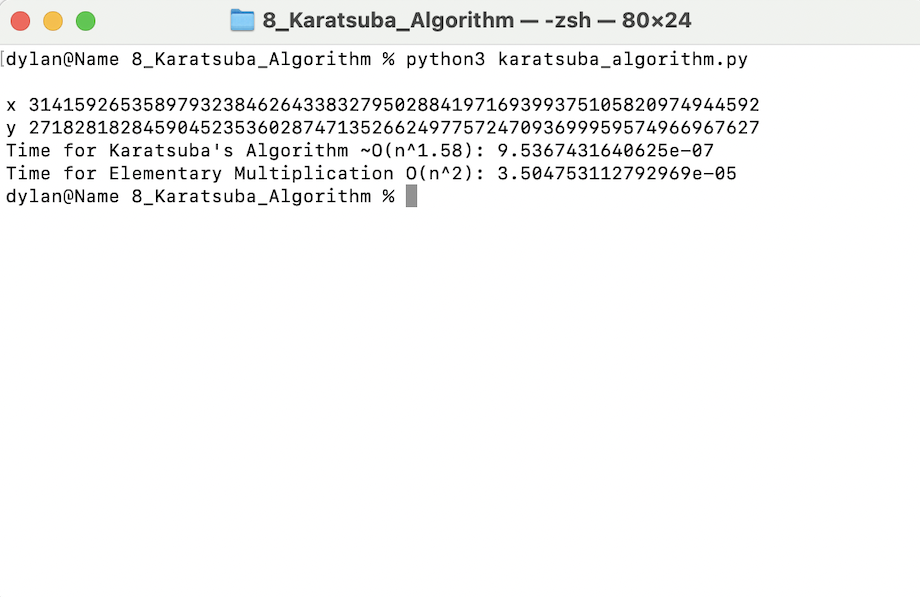 8_Karatsuba_Algorithm — -zsh — 80×24
[dylan@Name 8_Karatsuba_Algorithm % python3 karatsuba_algorithm.py
x 3141592653589793238462643383279502884197169399375105820974944592
y 2718281828459045235360287471352662497757247093699959574966967627
Time for Karatsuba's Algorithm ~O(n^1.58): 9.5367431640625e-07
Time for Elementary Multiplication O(n^2): 3.504753112792969e-05
dylan@Name 8_Karatsuba_Algorithm %